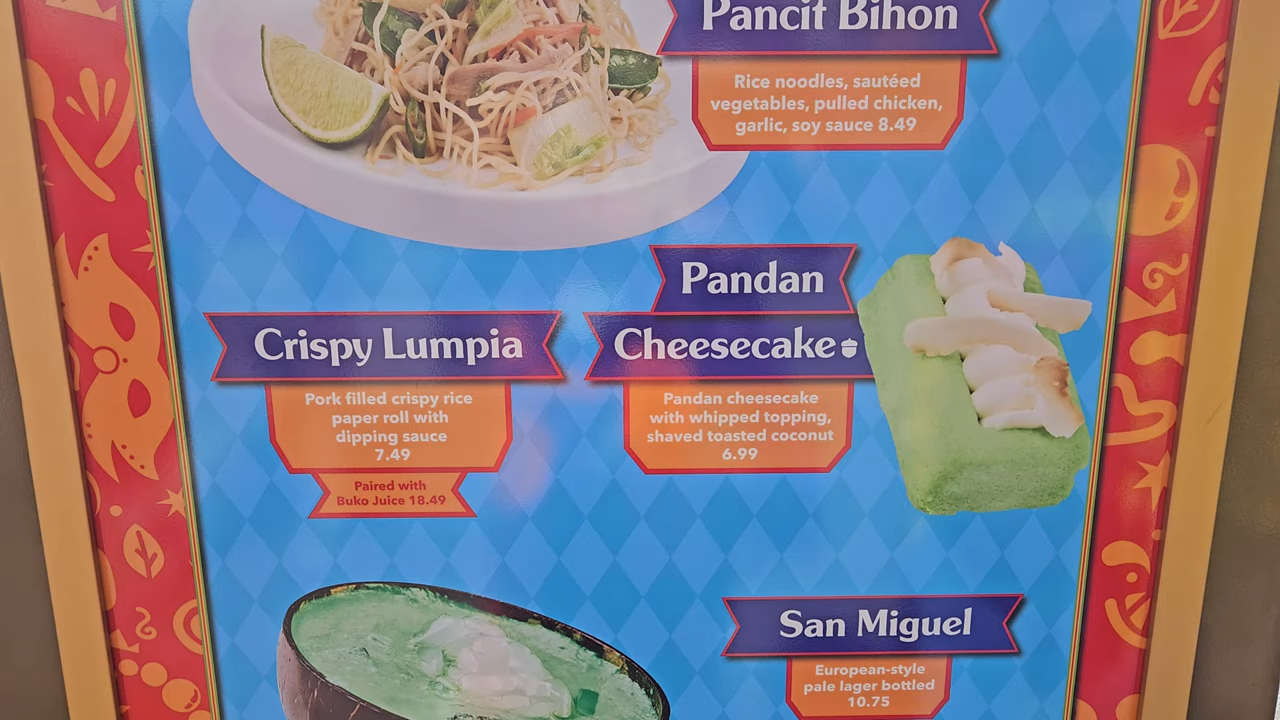 Pancit Bihon
Rice noodles, sautéed
vegetables, pulled chicken,
garlic, soy sauce 8.49
Crispy Lumpia
Pork filled crispy rice
paper roll with
dipping sauce
7.49
Paired with
Buko Juice 18.49
Pandan
Cheesecake
Pandan cheesecake
with whipped topping,
shaved toasted coconut
6.99
San Miguel
European-style
pale lager bottled
10.75